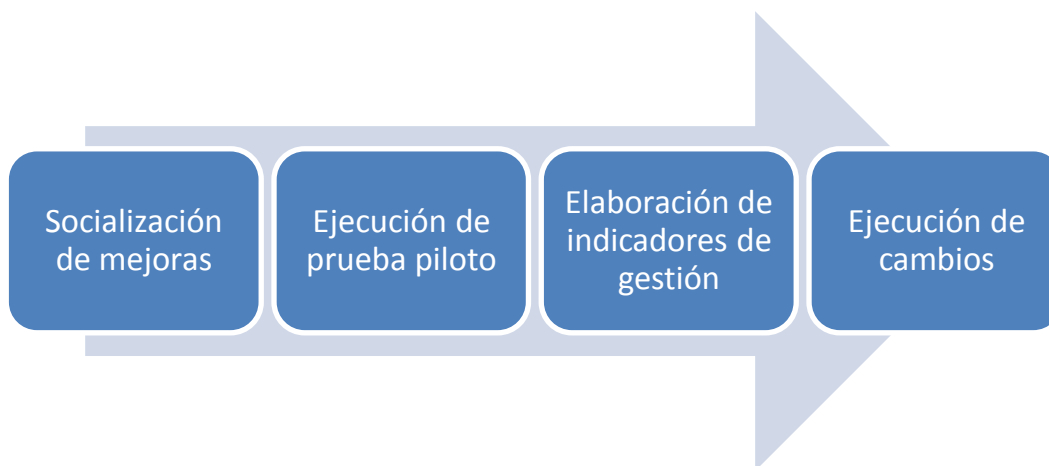 Socialización
de mejoras
Ejecución de
prueba piloto
Elaboración de
indicadores de
gestión
Ejecución de
cambios